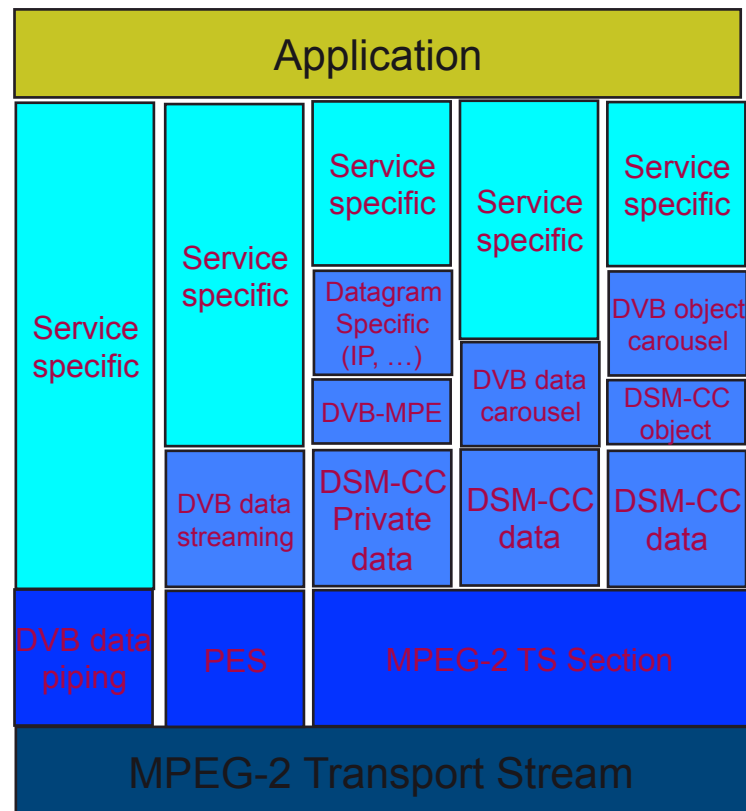 Application
Service
specific
DVB data
piping
Service
specific
DVB data
streaming
PES
Service
specific
Datagram
Specific
(IP, …)
DVB-MPE
DSM-CC
Private
data
Service
specific
DVB data
carousel
DSM-CC
data
Service
specific
DVB object
carousel
DSM-CC
object
DSM-CC
data
MPEG-2 TS Section
MPEG-2 Transport Stream